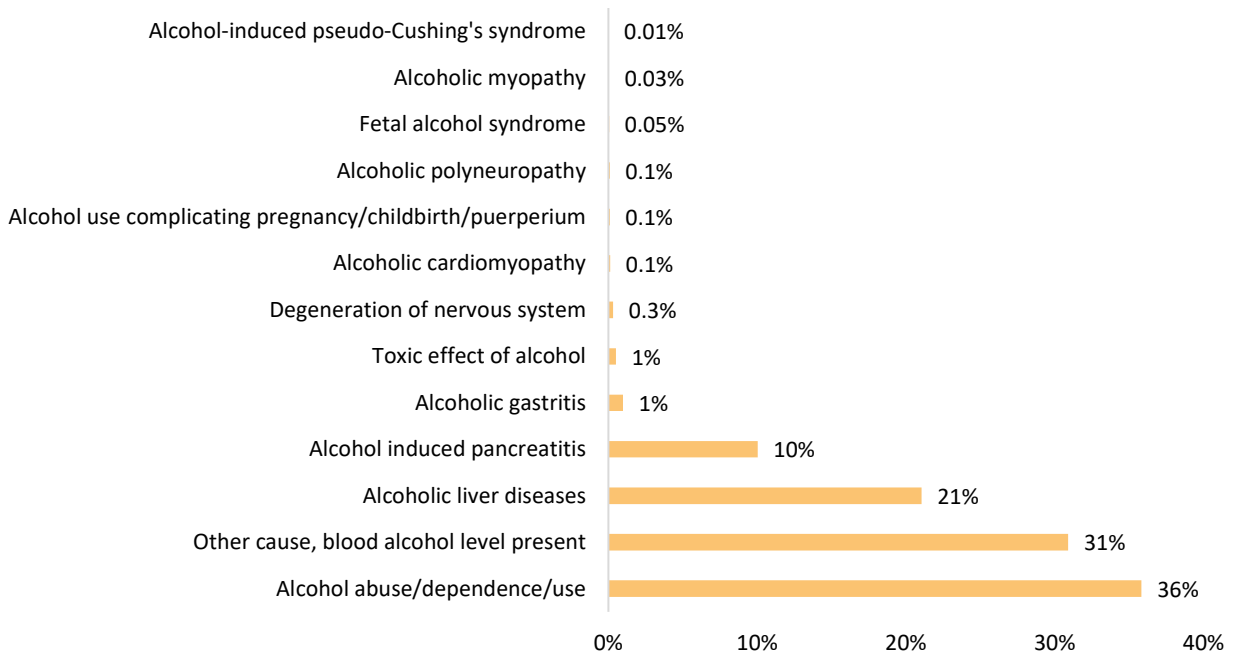 Alcohol-induced pseudo-Cushing's syndrome 0.01%
Alcoholic myopathy 0.03%
Fetal alcohol syndrome 0.05%
Alcoholic polyneuropathy 0.1%
Alcohol use complicating pregnancy/childbirth/puerperium 0.1%
Alcoholic cardiomyopathy 0.1%
Degeneration of nervous system 0.3%
Toxic effect of alcohol 1%
Alcoholic gastritis 1%
Alcohol induced pancreatitis 10%
Alcoholic liver diseases 21%
Other cause, blood alcohol level present 31%
Alcohol abuse/dependence/use 36%
0% 10% 20% 30% 40%